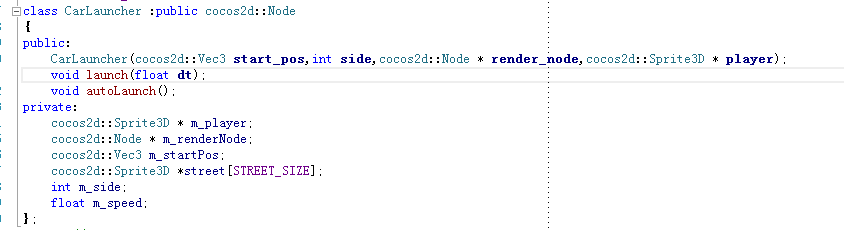 class CarLauncher :public cocos2d::Node
{
public:
CarLauncher(cocos2d::Vec3 start_pos,int side,cocos2d::Node * render_node,cocos2d::Sprite3D * player);
void launch(float dt);
void autoLaunch();
private:
cocos2d::Sprite3D * m_player;
cocos2d::Node * m_renderNode;
cocos2d::Vec3 m_startPos;
cocos2d::Sprite3D *street[STREET_SIZE];
int m_side;
float m_speed;
};